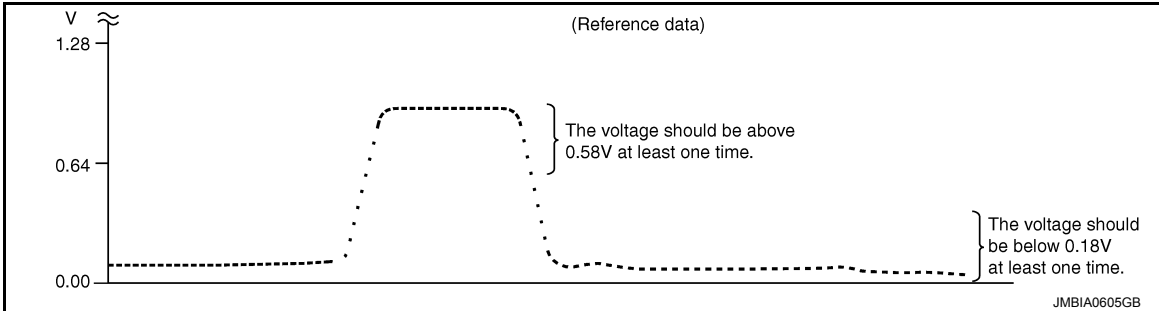 V
(Reference data)
1.28
The voltage should be above
0.58V at least one time.
0.64
The voltage should
be below 0.18V
at least one time.
0.00
JMBIA0605GB